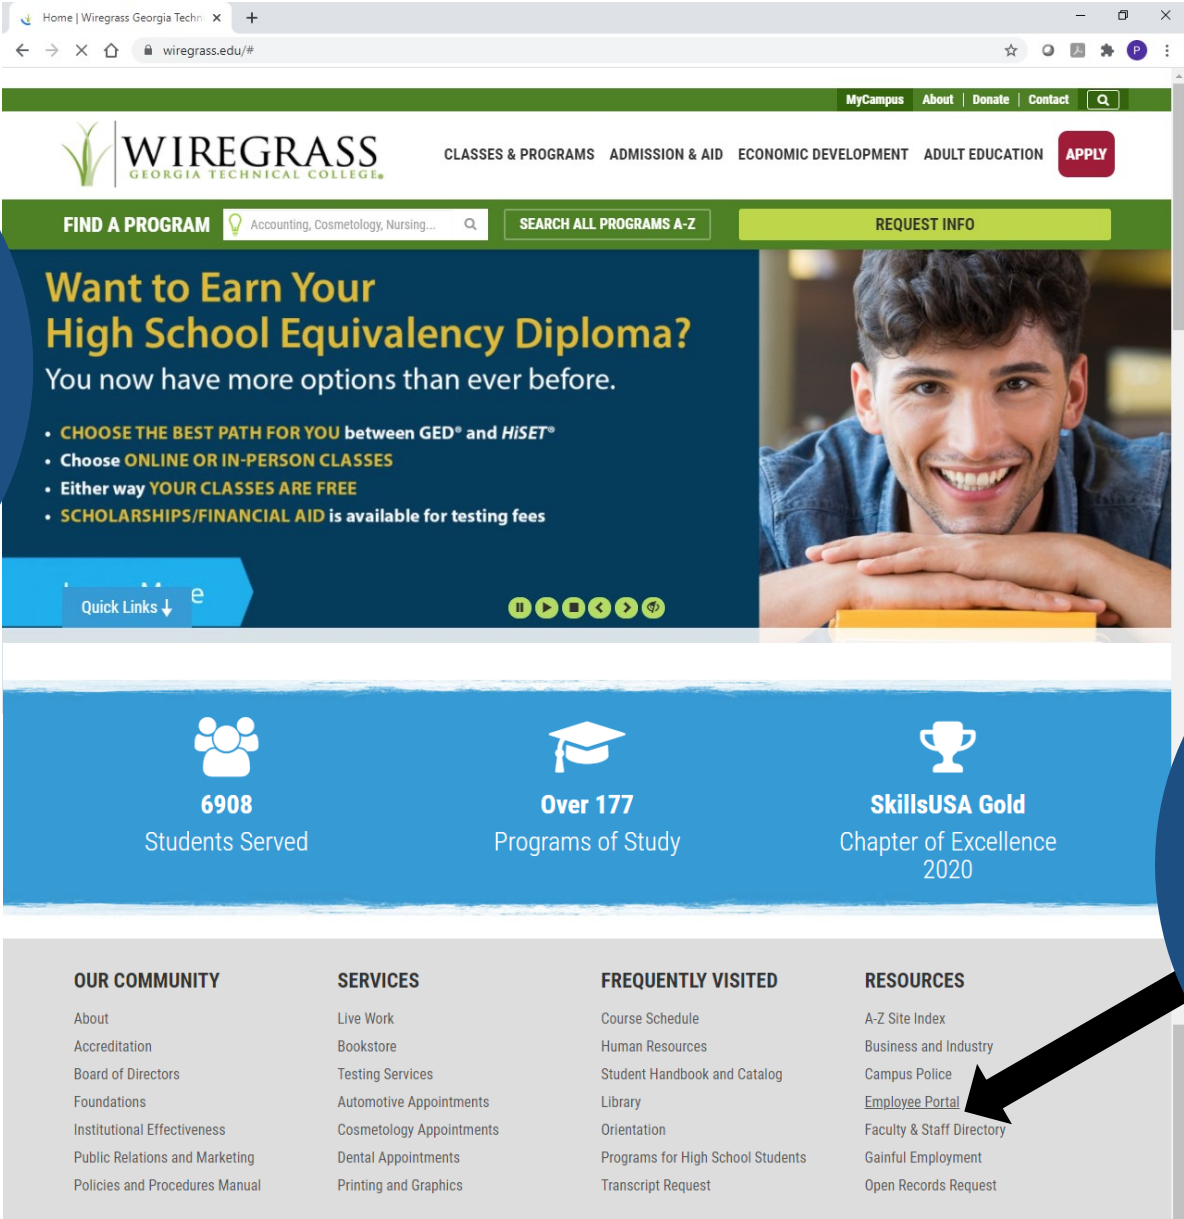 Home | Wiregrass Georgia Techni
wiregrass.edu/#
P
MyCampus About | Donate | Contact
WIREGRASS
GEORGIA TECHNICAL COLLEGE
CLASSES & PROGRAMS ADMISSION & AID ECONOMIC DEVELOPMENT ADULT EDUCATION APPLY
FIND A PROGRAM Accounting, Cosmetology, Nursing... SEARCH ALL PROGRAMS A-Z REQUEST INFO
Want to Earn Your
High School Equivalency Diploma?
You now have more options than ever before.
• CHOOSE THE BEST PATH FOR YOU between GED® and HiSET®
• Choose ONLINE OR IN-PERSON CLASSES
• Either way YOUR CLASSES ARE FREE
• SCHOLARSHIPS/FINANCIAL AID is available for testing fees
Quick Links ↓
6908 Over 177 SkillsUSA Gold
Students Served Programs of Study Chapter of Excellence
2020
OUR COMMUNITY SERVICES FREQUENTLY VISITED RESOURCES
About Live Work Course Schedule A-Z Site Index
Accreditation Bookstore Human Resources Business and Industry
Board of Directors Testing Services Student Handbook and Catalog Campus Police
Foundations Automotive Appointments Library Employee Portal
Institutional Effectiveness Cosmetology Appointments Orientation Faculty & Staff Directory
Public Relations and Marketing Dental Appointments Programs for High School Students Gainful Employment
Policies and Procedures Manual Printing and Graphics Transcript Request Open Records Request